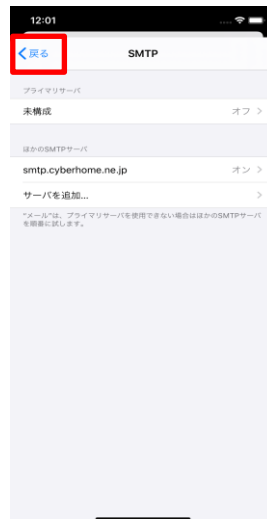 12:01
戻る
SMTP
プライマリサーバ
未構成 オフ
ほかのSMTPサーバ
smtp.cyberhome.ne.jp オン
サーバを追加...
"メール"は、プライマリサーバを使用できない場合はほかのSMTPサーバ
を順番に試します。